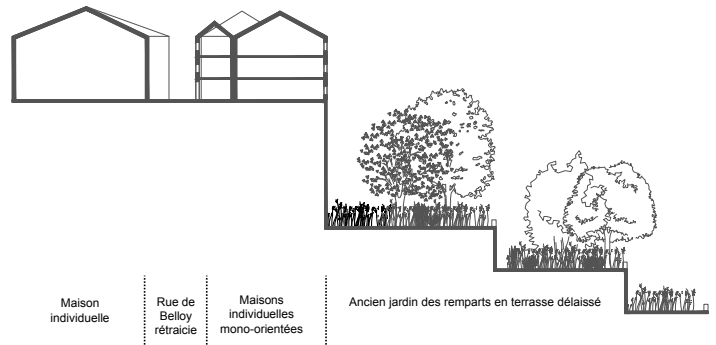 Maison
individuelle
Rue de
Belloy
rétraicie
Maisons
individuelles
mono-orientées
Ancien jardin des remparts en terrasse délaissé